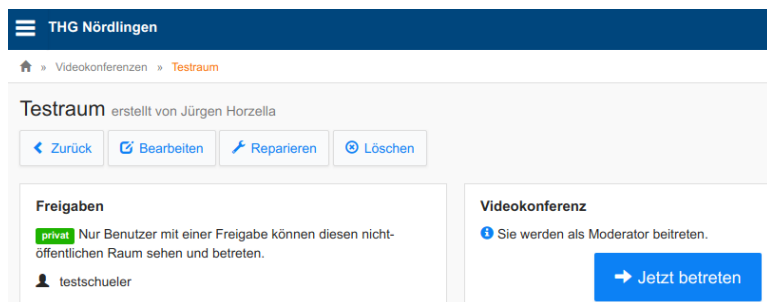 THG Nördlingen
» Videokonferenzen » Testraum
Testraum erstellt von Jürgen Horzella
Zurück Bearbeiten Reparieren Löschen
Freigaben
privat Nur Benutzer mit einer Freigabe können diesen nicht-
öffentlichen Raum sehen und betreten.
testschueler
Videokonferenz
Sie werden als Moderator beitreten.
Jetzt betreten